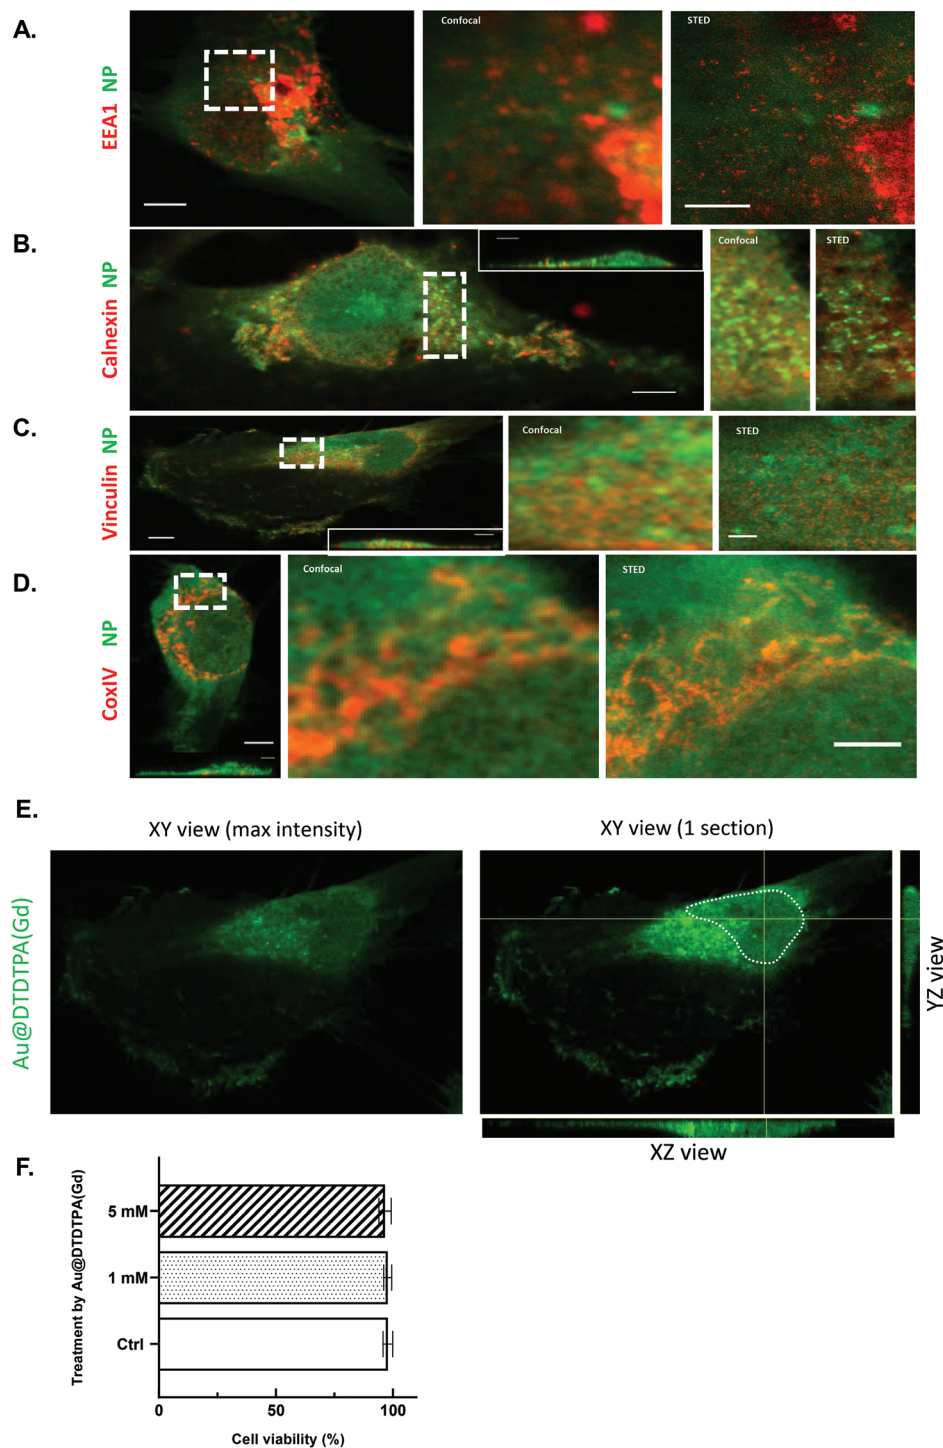 A.
EEA1 NP
Confocal
STED
B.
Calnexin NP
Confocal
STED
C.
Vinculin NP
Confocal
STED
D.
CoxIV NP
Confocal
STED
E.
XY view (max intensity)
XY view (1 section)
Au@DTDTPA(Gd)
YZ view
XZ view
F.
Treatment by Au@DTDTPA(Gd)
5 mM
1 mM
Ctrl
0
50
100
Cell viability (%)